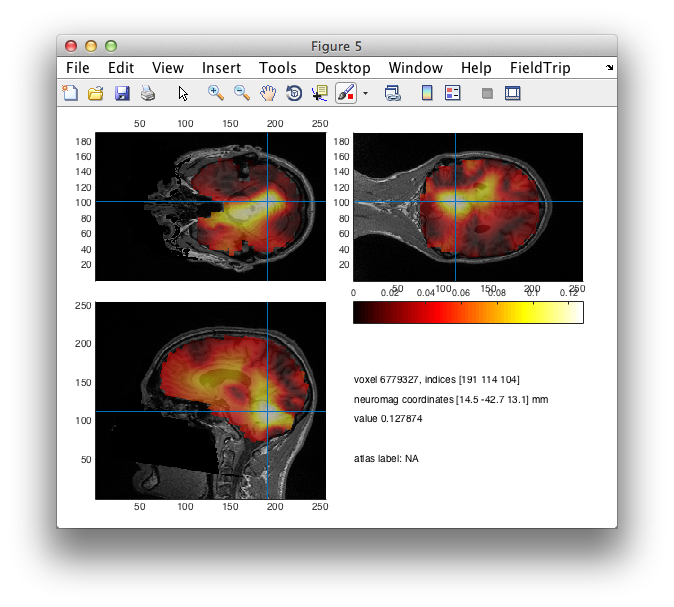 Figure 5
File Edit View Insert Tools Desktop Window Help FieldTrip
50 100 150 200 250
180
160
140
120
100
80
60
40
20
180
160
140
120
100
80
60
40
20
50 100 150 200 250
0 0.02 0.04 0.06 0.08 0.1 0.12
250
200
150
100
50
50 100 150 200 250
voxel 6779327, indices [191 114 104]
neuromag coordinates [14.5 -42.7 13.1] mm
value 0.127874
atlas label: NA